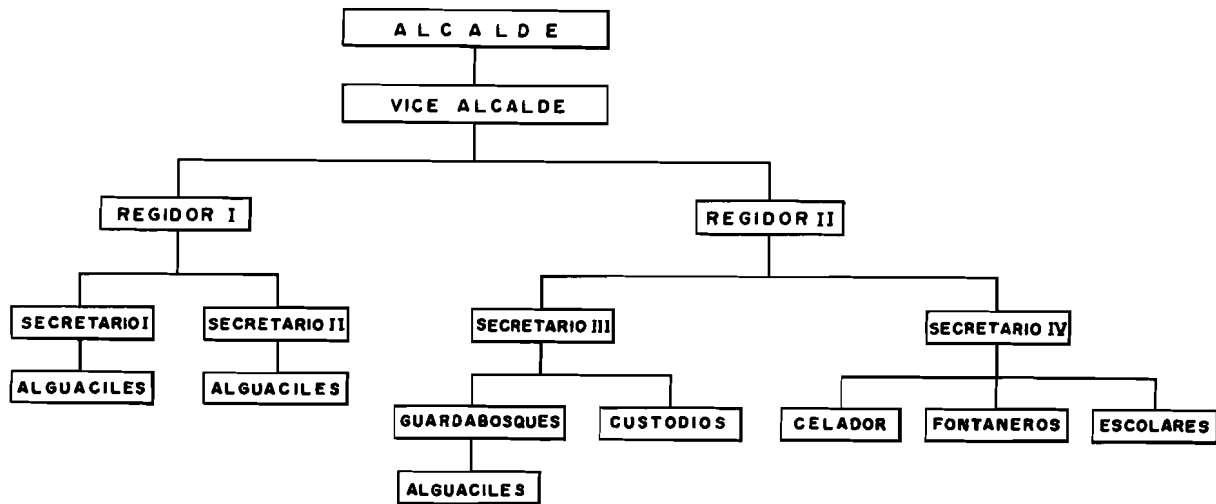 ALCALDE
VICE ALCALDE
REGIDOR I
REGIDOR II
SECRETARIO I
SECRETARIO II
SECRETARIO III
SECRETARIO IV
ALGUACILES
ALGUACILES
GUARDABOSQUES
CUSTODIOS
CELADOR
FONTANEROS
ESCOLARES
ALGUACILES